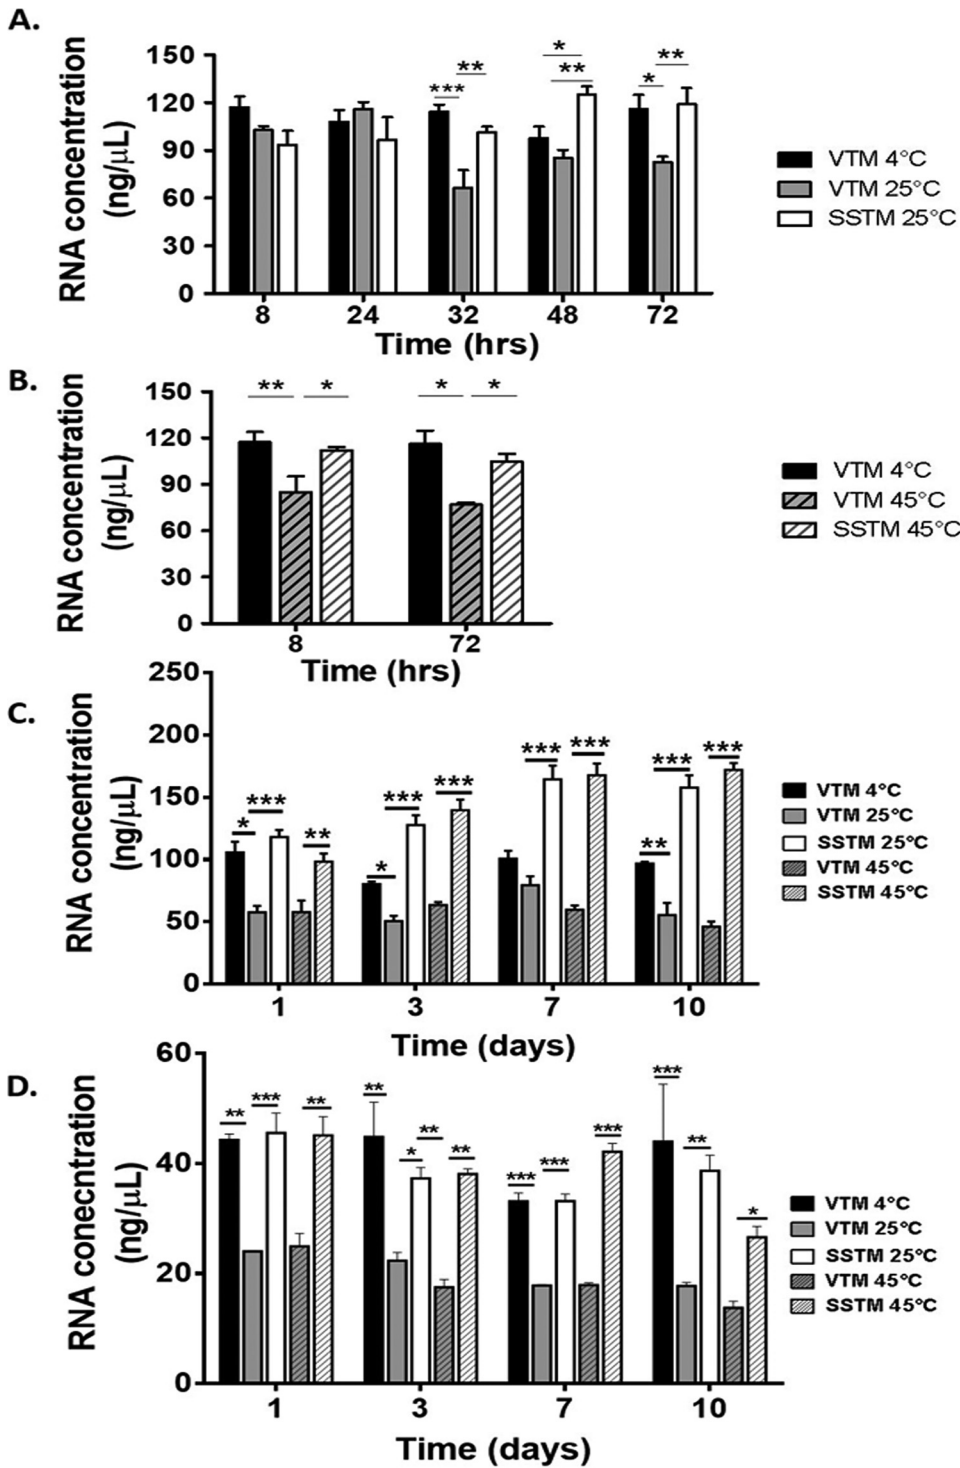 A.
RNA concentration
(ng/µL)
150
120
90
60
30
0
*
**
***
**
**
*
8
24
32
48
72
Time (hrs)
VTM 4°C
VTM 25°C
SSTM 25°C
B.
RNA concentration
(ng/µL)
150
120
90
60
30
0
**
*
*
*
8
72
Time (hrs)
VTM 4°C
VTM 45°C
SSTM 45°C
C.
RNA concentration
(ng/µL)
250
200
150
100
50
0
*
***
**
*
***
***
***
***
**
***
***
1
3
7
10
Time (days)
VTM 4°C
VTM 25°C
SSTM 25°C
VTM 45°C
SSTM 45°C
D.
RNA conecntration
(ng/µL)
60
40
20
0
**
***
**
**
*
**
**
***
***
***
***
**
*
1
3
7
10
Time (days)
VTM 4°C
VTM 25°C
SSTM 25°C
VTM 45°C
SSTM 45°C